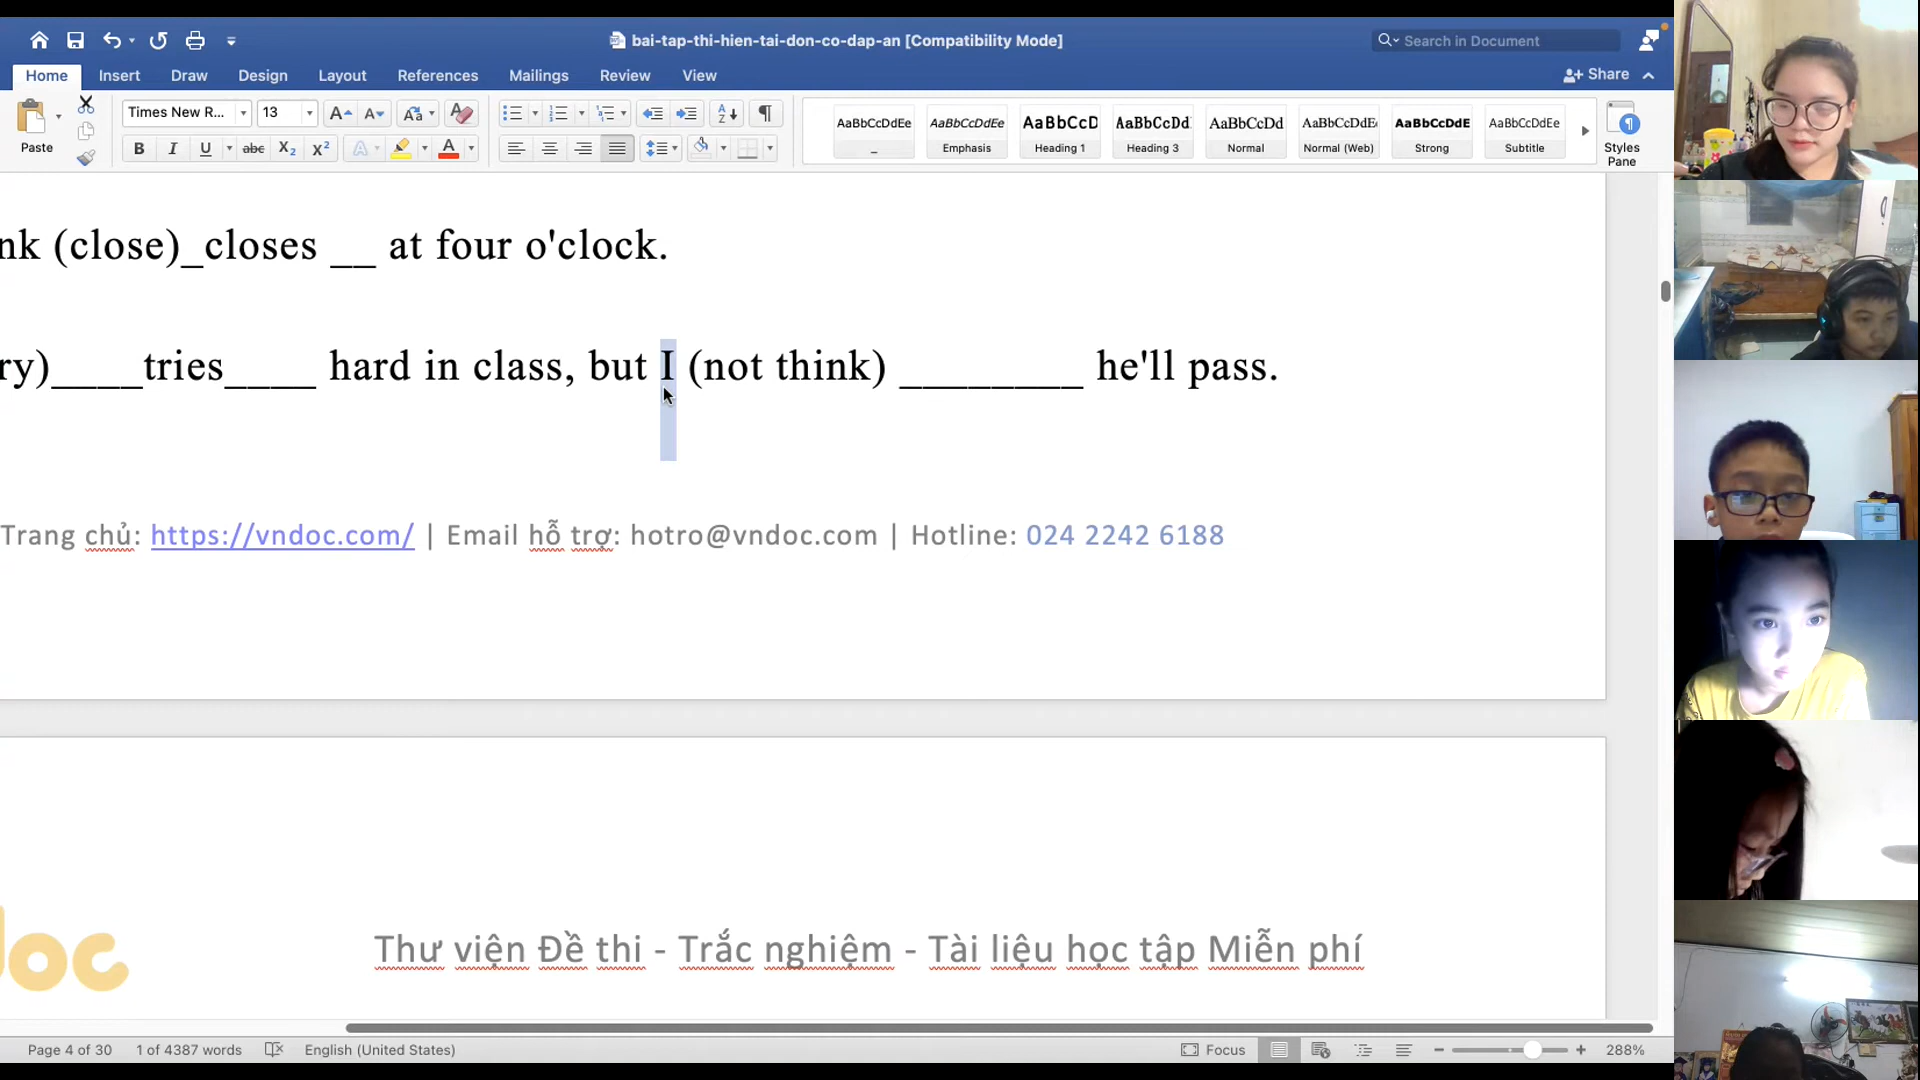 bai-tap-thi-hien-tai-don-co-dap-an [Compatibility Mode]
Search in Document
Home Insert Draw Design Layout References Mailings Review View
Share
Paste
Times New R... 13
AaBbCcDdEe AaBbCcDdEe AaBbCcD AaBbCcDd AaBbCcDd AaBbCcDdE AaBbCcDdE AaBbCcDdEe
Emphasis Heading 1 Heading 3 Normal Normal (Web) Strong Subtitle
Styles Pane
nk (close)_closes __ at four o'clock.
ry)____tries____ hard in class, but I (not think) ________ he'll pass.
Trang chủ: https://vndoc.com/ | Email hỗ trợ: hotro@vndoc.com | Hotline: 024 2242 6188
doc
Thư viện Đề thi - Trắc nghiệm - Tài liệu học tập Miễn phí
Page 4 of 30 1 of 4387 words English (United States)
Focus
288%